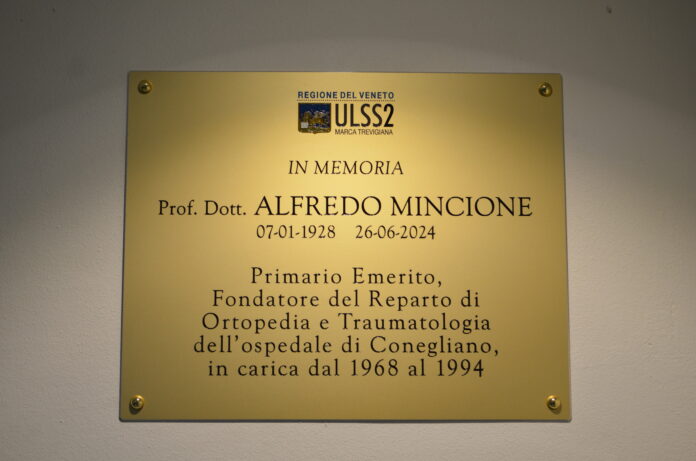 REGIONE DEL VENETO
ULSS2
MARCA TREVIGIANA
IN MEMORIA
Prof. Dott. ALFREDO MINCIONE
07-01-1928 26-06-2024
Primario Emerito,
Fondatore del Reparto di
Ortopedia e Traumatologia
dell'ospedale di Conegliano,
in carica dal 1968 al 1994